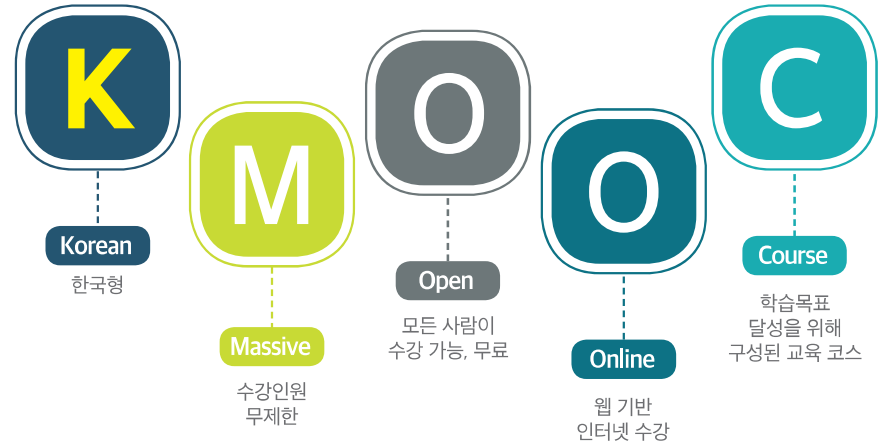 K
Korean
한국형
M
Massive
수강인원
무제한
O
Open
모든 사람이
수강 가능, 무료
O
Online
웹 기반
인터넷 수강
C
Course
학습목표
달성을 위해
구성된 교육 코스